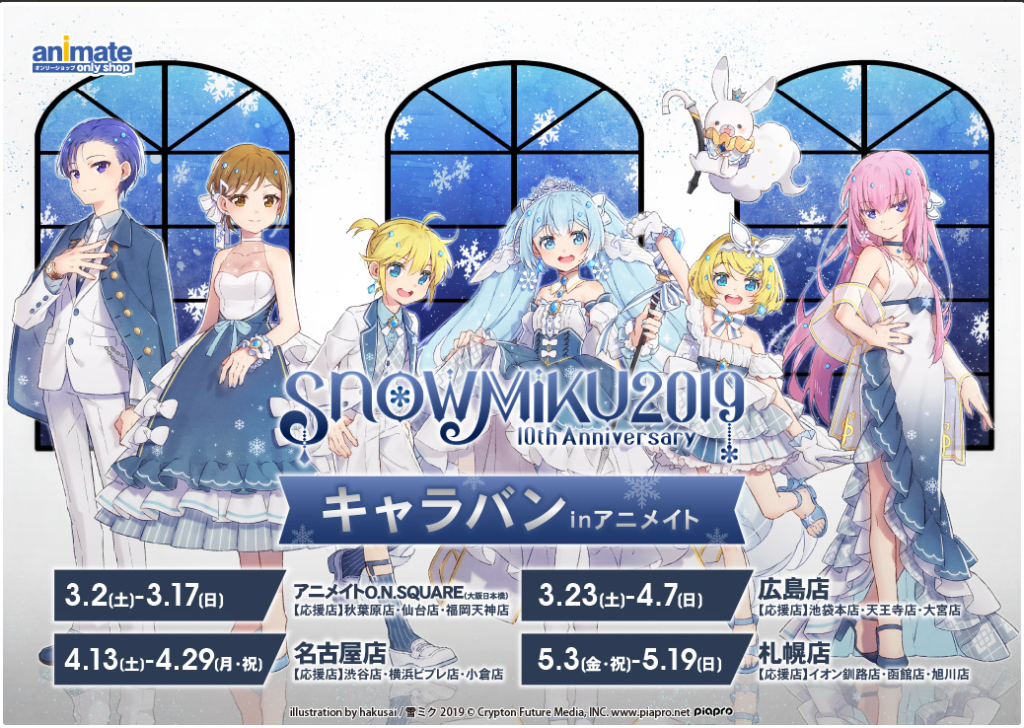 animate
オンリーショップ only shop
SNOW MIKU 2019
10th Anniversary
キャラバン inアニメイト
3.2(土)-3.17(日)
アニメイトO.N.SQUARE(大阪日本橋)
【応援店】秋葉原店・仙台店・福岡天神店
3.23(土)-4.7(日)
広島店
【応援店】池袋本店・天王寺店・大宮店
4.13(土)-4.29(月・祝)
名古屋店
【応援店】渋谷店・横浜ビブレ店・小倉店
5.3(金・祝)-5.19(日)
札幌店
【応援店】イオン釧路店・函館店・旭川店
illustration by hakusai / 雪ミク 2019 © Crypton Future Media, INC. www.piapro.net piapro